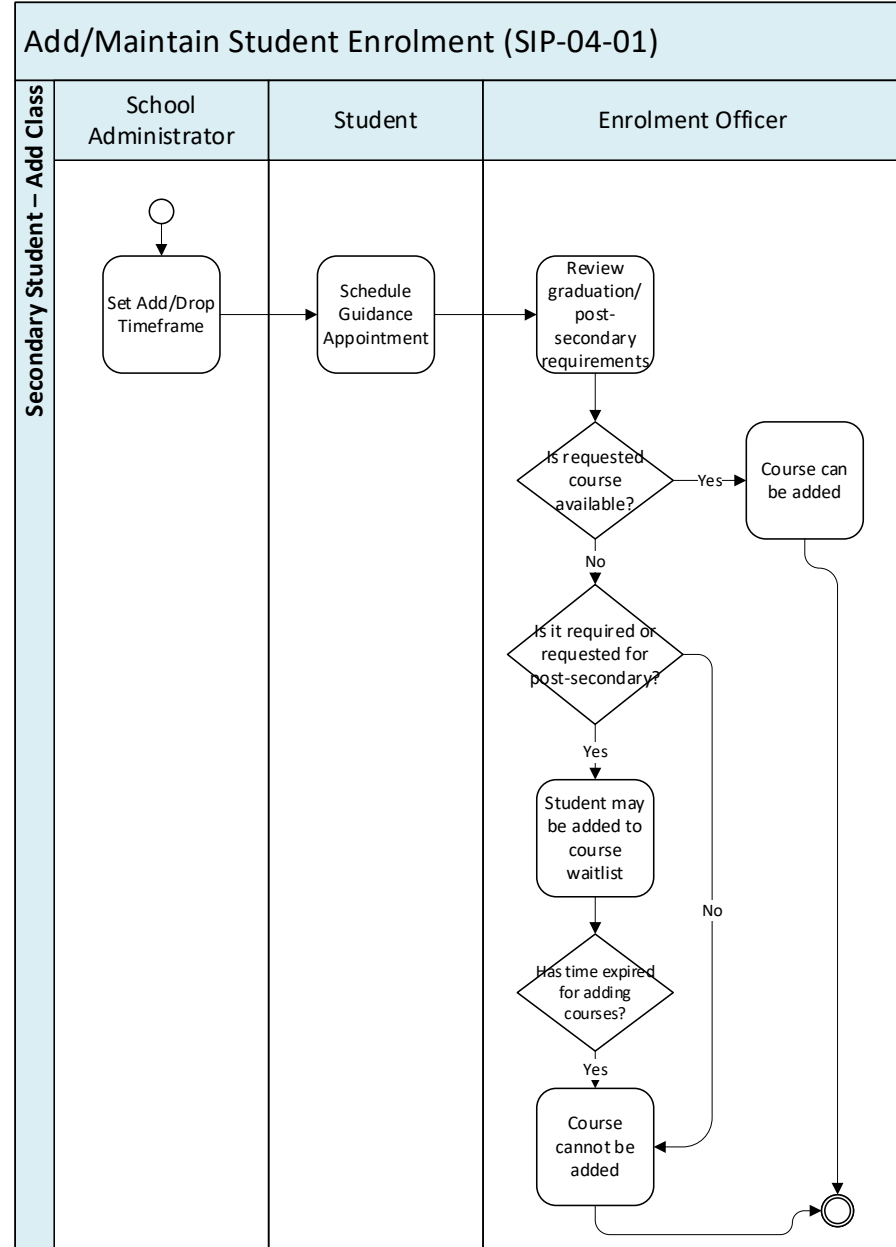 Add/Maintain Student Enrolment (SIP-04-01)
Secondary Student – Add Class
School
Administrator
Student
Enrolment Officer
Set Add/Drop
Timeframe
Schedule
Guidance
Appointment
Review
graduation/
post-
secondary
requirements
Is requested
course
available?
Yes
Course can
be added
No
Is it required or
requested for
post-secondary?
Yes
Student may
be added to
course
waitlist
No
Has time expired
for adding
courses?
Yes
Course
cannot be
added